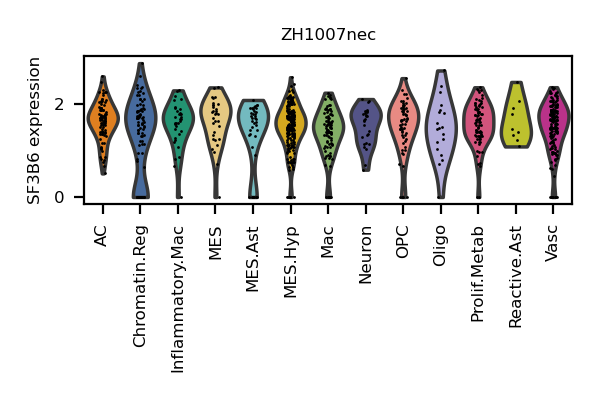 ZH1007nec
SF3B6 expression
2
0
AC
Chromatin.Reg
Inflammatory.Mac
MES
MES.Ast
MES.Hyp
Mac
Neuron
OPC
Oligo
Prolif.Metab
Reactive.Ast
Vasc